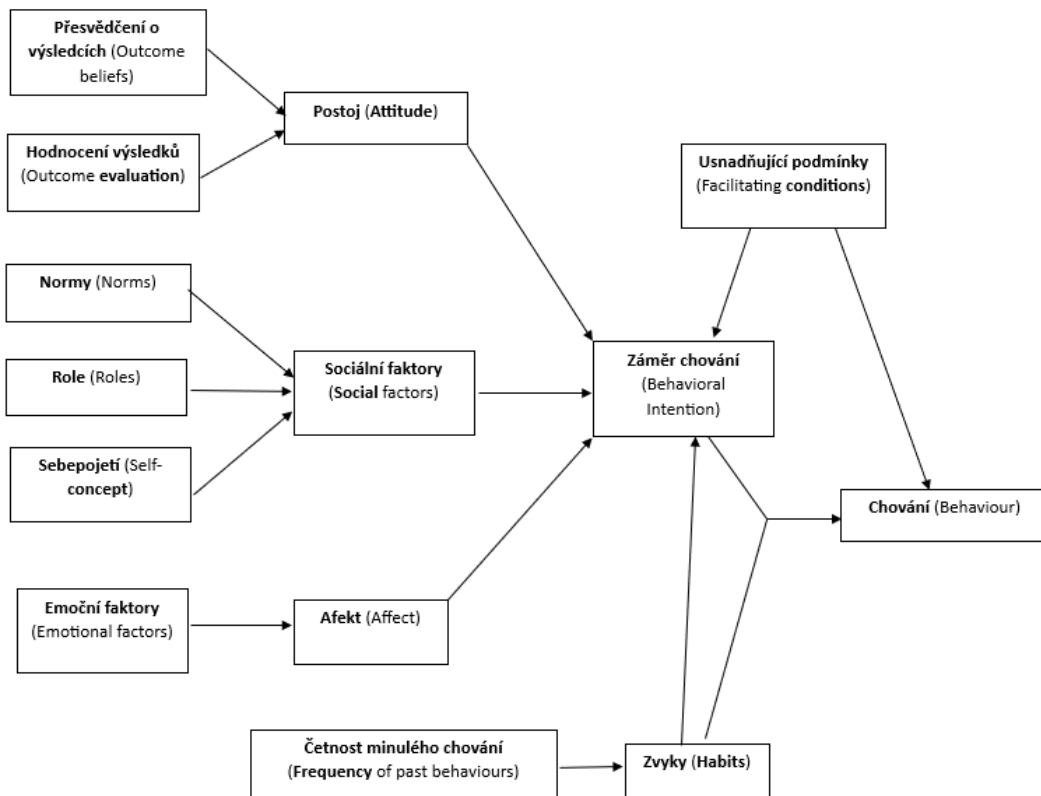 Přesvědčení o
výsledcích (Outcome
beliefs)
Hodnocení výsledků
(Outcome evaluation)
Postoj (Attitude)
Usnadňující podmínky
(Facilitating conditions)
Normy (Norms)
Role (Roles)
Sebepojetí (Self-
concept)
Sociální faktory
(Social factors)
Záměr chování
(Behavioral
Intention)
Chování (Behaviour)
Emoční faktory
(Emotional factors)
Afekt (Affect)
Četnost minulého chování
(Frequency of past behaviours)
Zvyky (Habits)